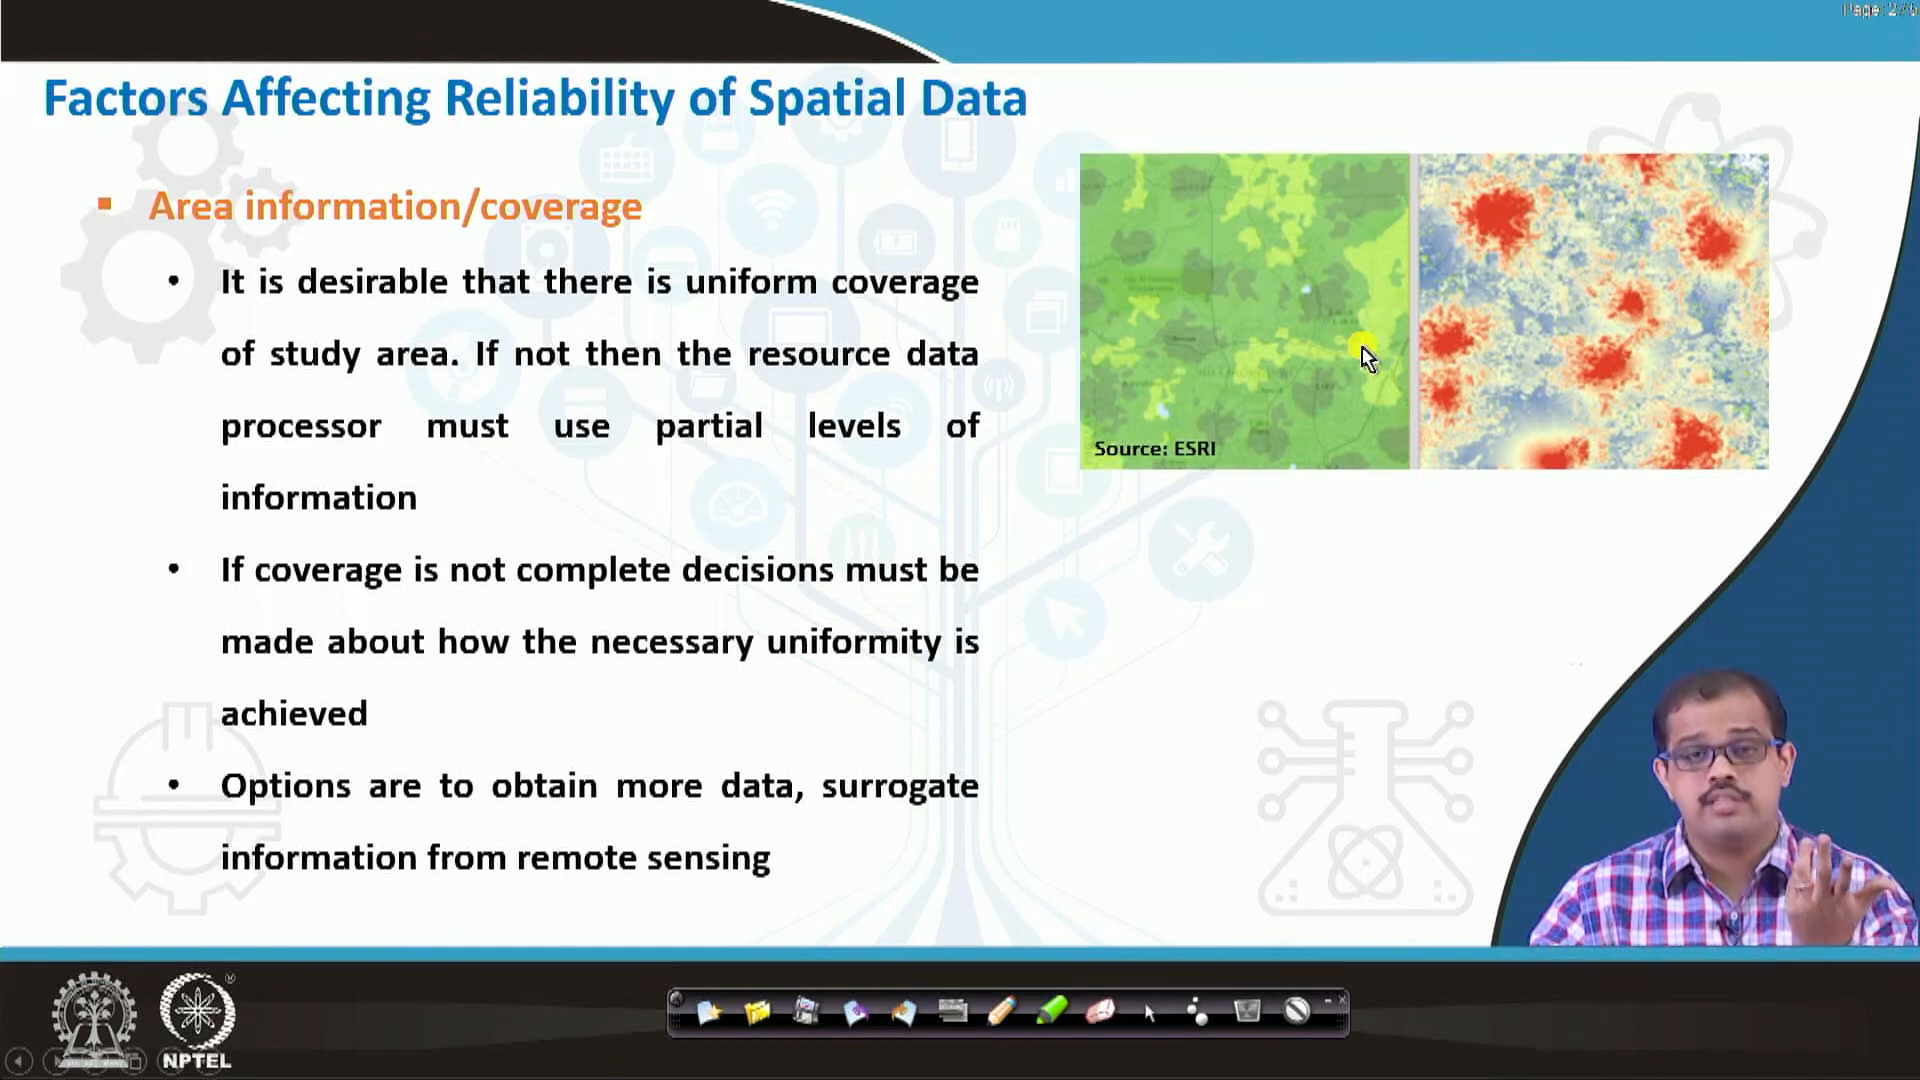 Factors Affecting Reliability of Spatial Data
Area information/coverage
It is desirable that there is uniform coverage
of study area. If not then the resource data
processor must use partial levels of
information
If coverage is not complete decisions must be
made about how the necessary uniformity is
achieved
Options are to obtain more data, surrogate
information from remote sensing
Source: ESRI
NPTEL